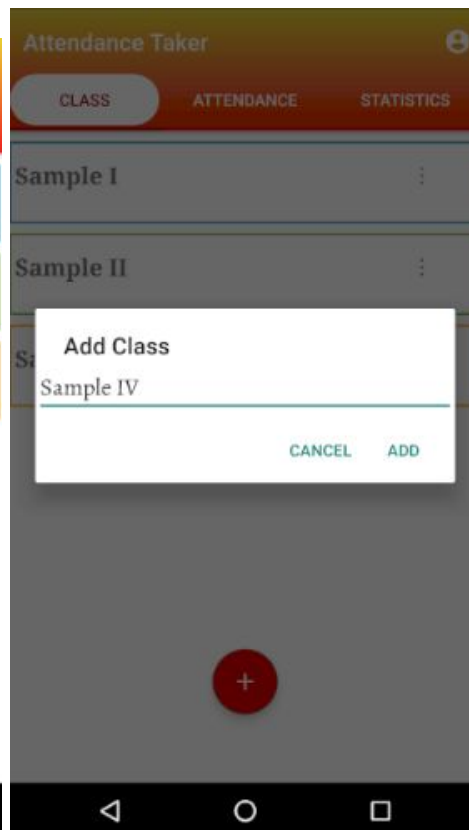 Attendance Taker
CLASS ATTENDANCE STATISTICS
Sample I
Sample II
Add Class
Sample IV
CANCEL ADD
+